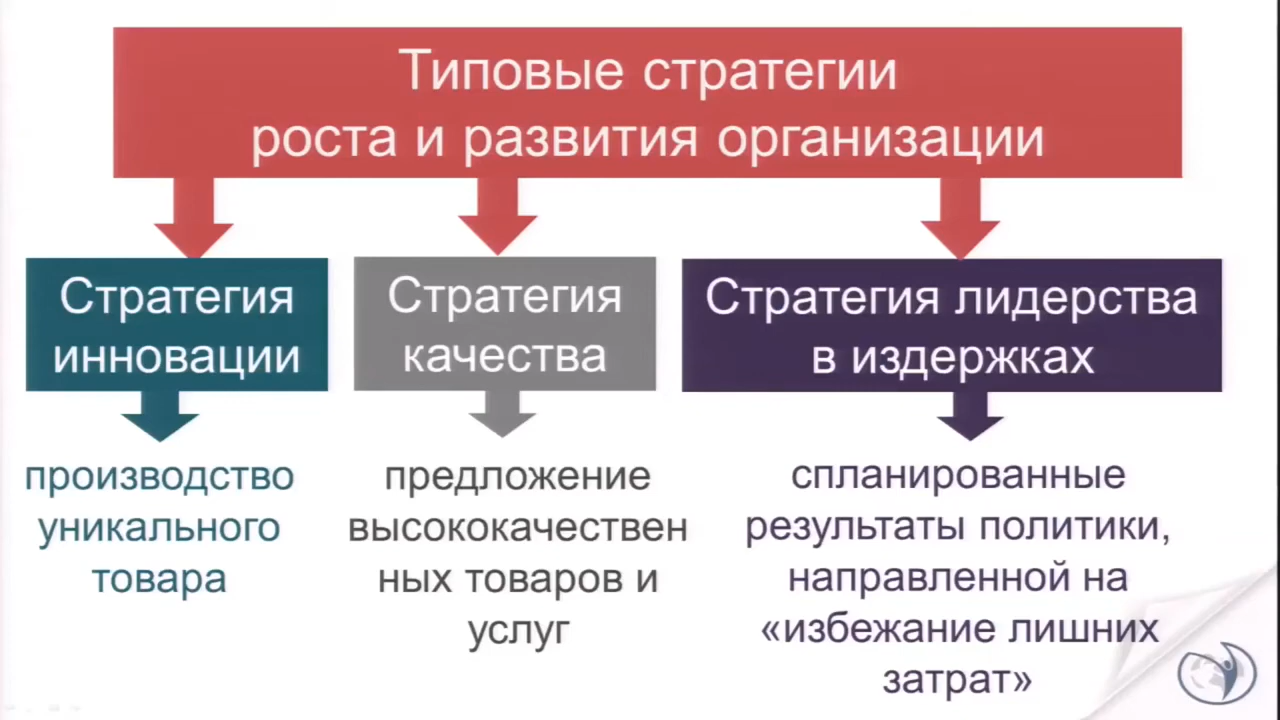 Типовые стратегии
роста и развития организации
Стратегия
инновации
Стратегия
качества
Стратегия лидерства
в издержках
производство
уникального
товара
предложение
высококачествен
ных товаров и
услуг
спланированные
результаты политики,
направленной на
«избежание лишних
затрат»